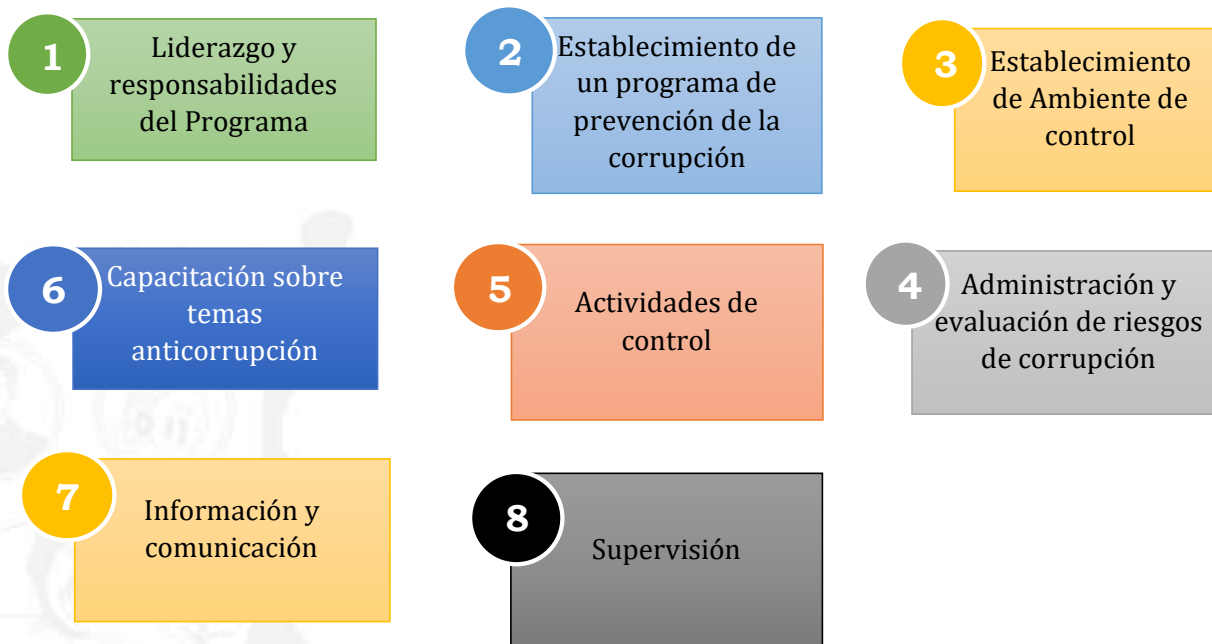 1
Liderazgo y
responsabilidades
del Programa
2
Establecimiento de
un programa de
prevención de la
corrupción
3
Establecimiento
de Ambiente de
control
6
Capacitación sobre
temas
anticorrupción
5
Actividades de
control
4
Administración y
evaluación de riesgos
de corrupción
7
Información y
comunicación
8
Supervisión